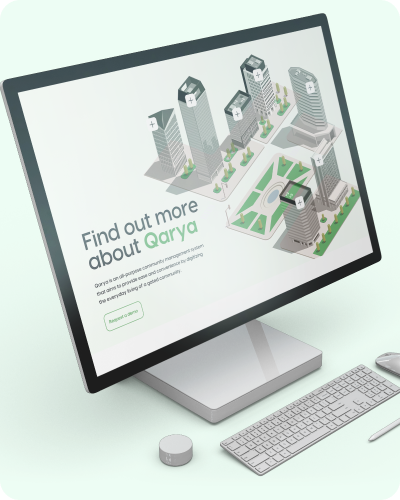 Find out more
about Qarya
Qarya is an all-purpose community management system
that aims to provide ease and convenience by digitizing
the everyday living of a gated community.
Request a demo